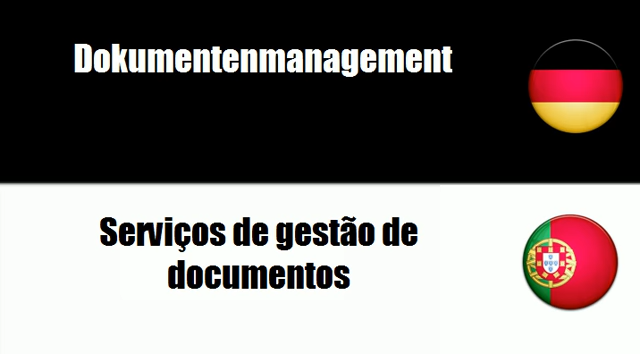 Dokumentenmanagement
Serviços de gestão de
documentos